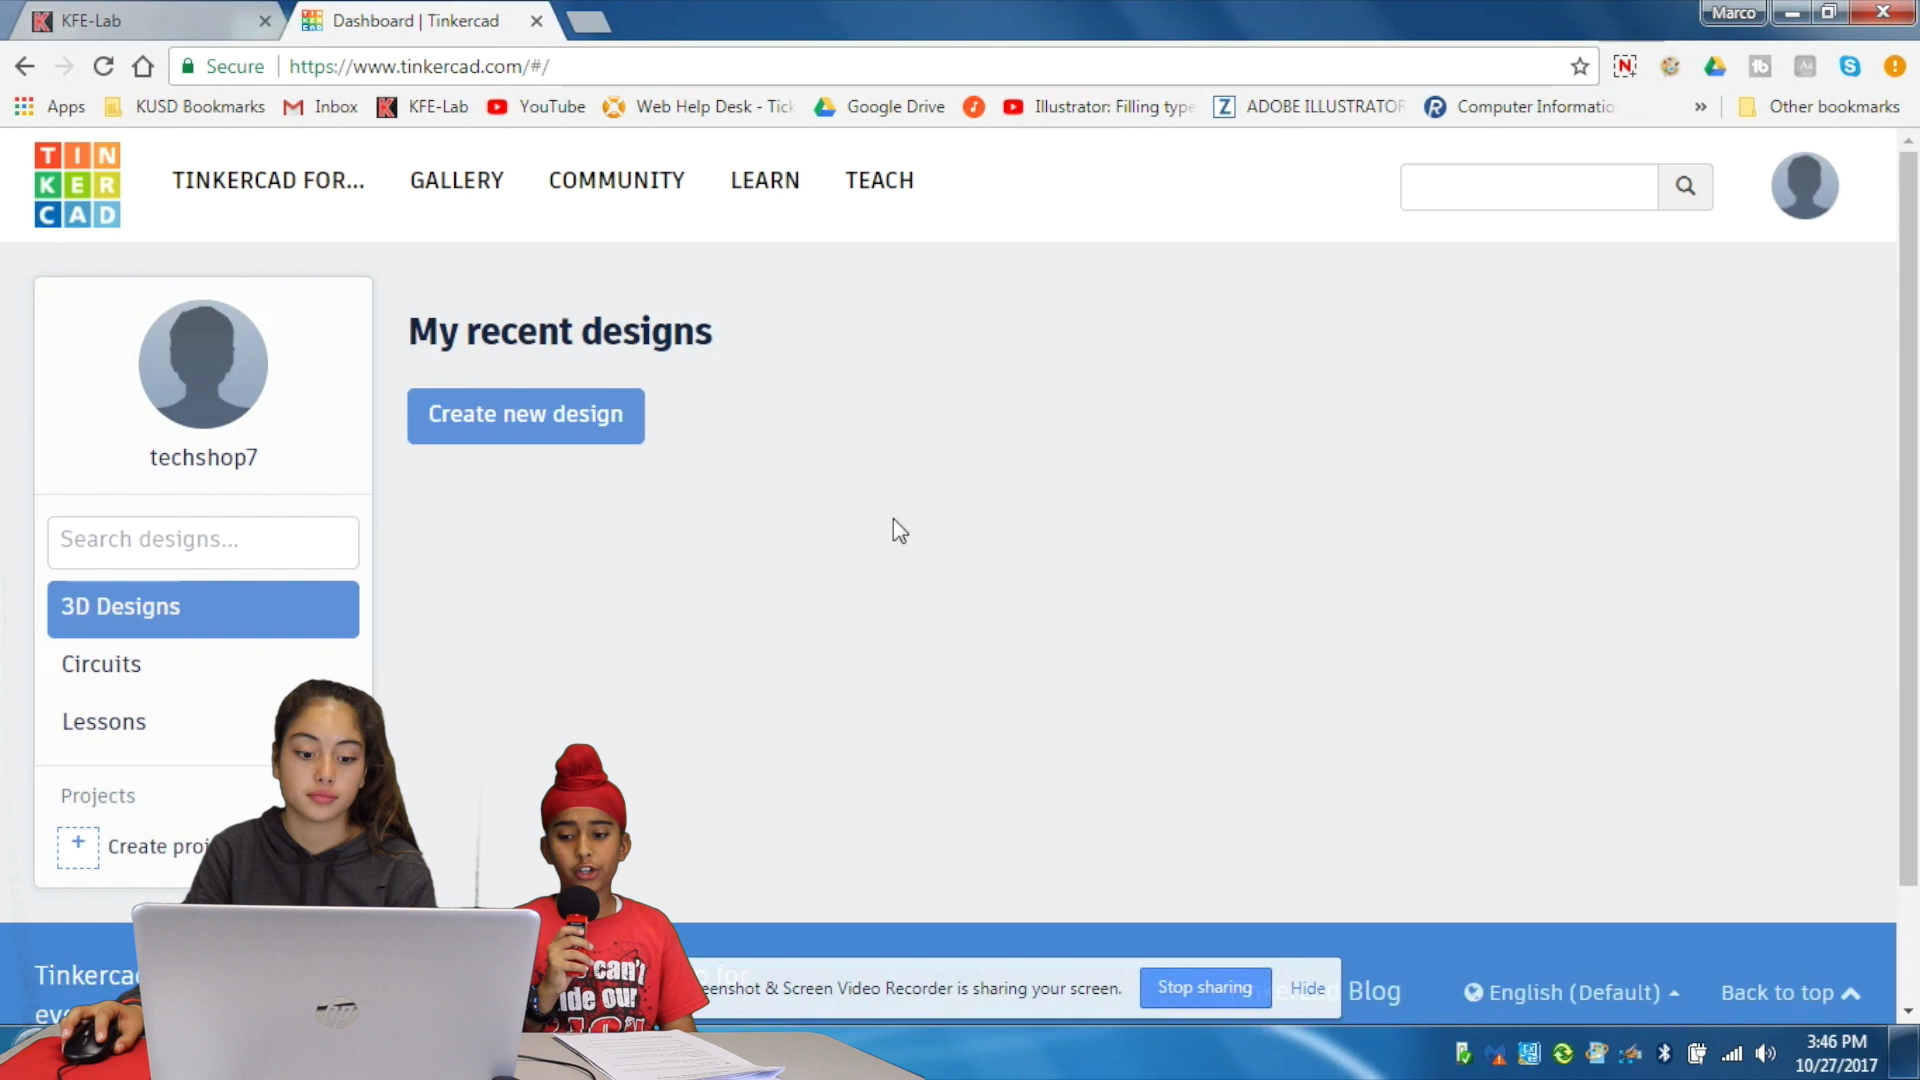 KFE-Lab
Dashboard | Tinkercad
Marco
Secure
https://www.tinkercad.com/#/
Apps
KUSD Bookmarks
Inbox
KFE-Lab
YouTube
Web Help Desk - Tick
Google Drive
Illustrator: Filling type
ADOBE ILLUSTRATOR
Computer Informatio
»
Other bookmarks
TIN
KER
CAD
TINKERCAD FOR...
GALLERY
COMMUNITY
LEARN
TEACH
My recent designs
Create new design
techshop7
Search designs...
3D Designs
Circuits
Lessons
Projects
+
Create proj
can't
our
Screen Video Recorder is sharing your screen.
Stop sharing
Hide
Blog
English (Default)
Back to top
hp
3:46 PM
10/27/2017